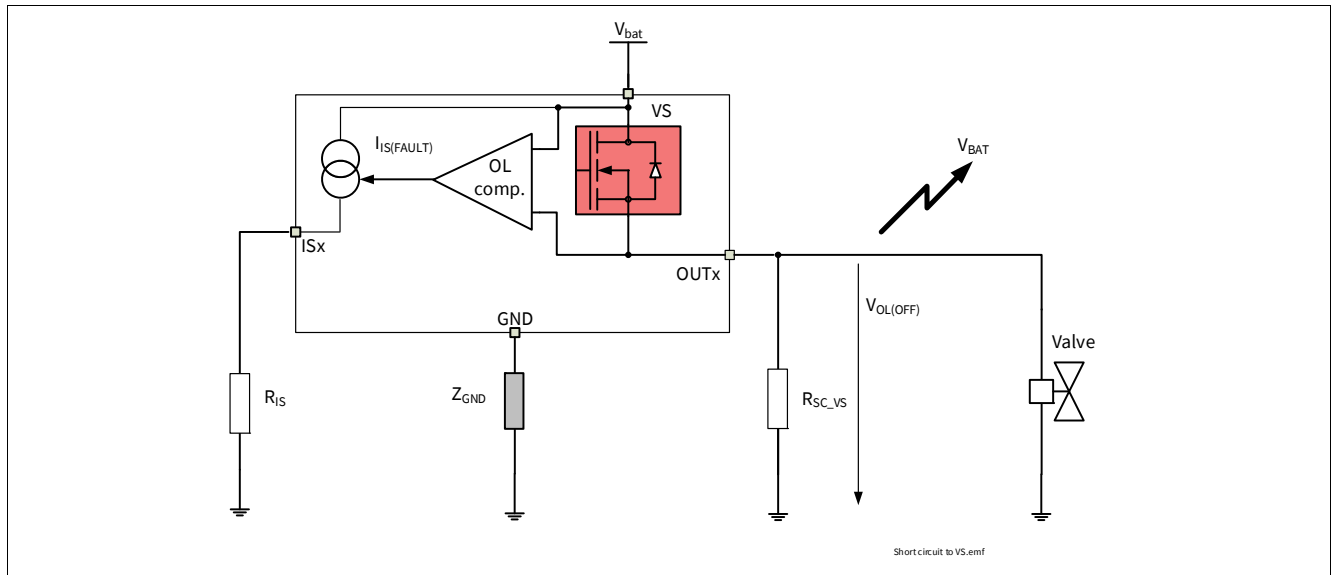 Vbat
VS
IIS(FAULT)
OL
comp.
VBAT
ISx
OUTx
VOL(OFF)
GND
Valve
RIS
ZGND
RSC_VS
Short circuit to VS.emf